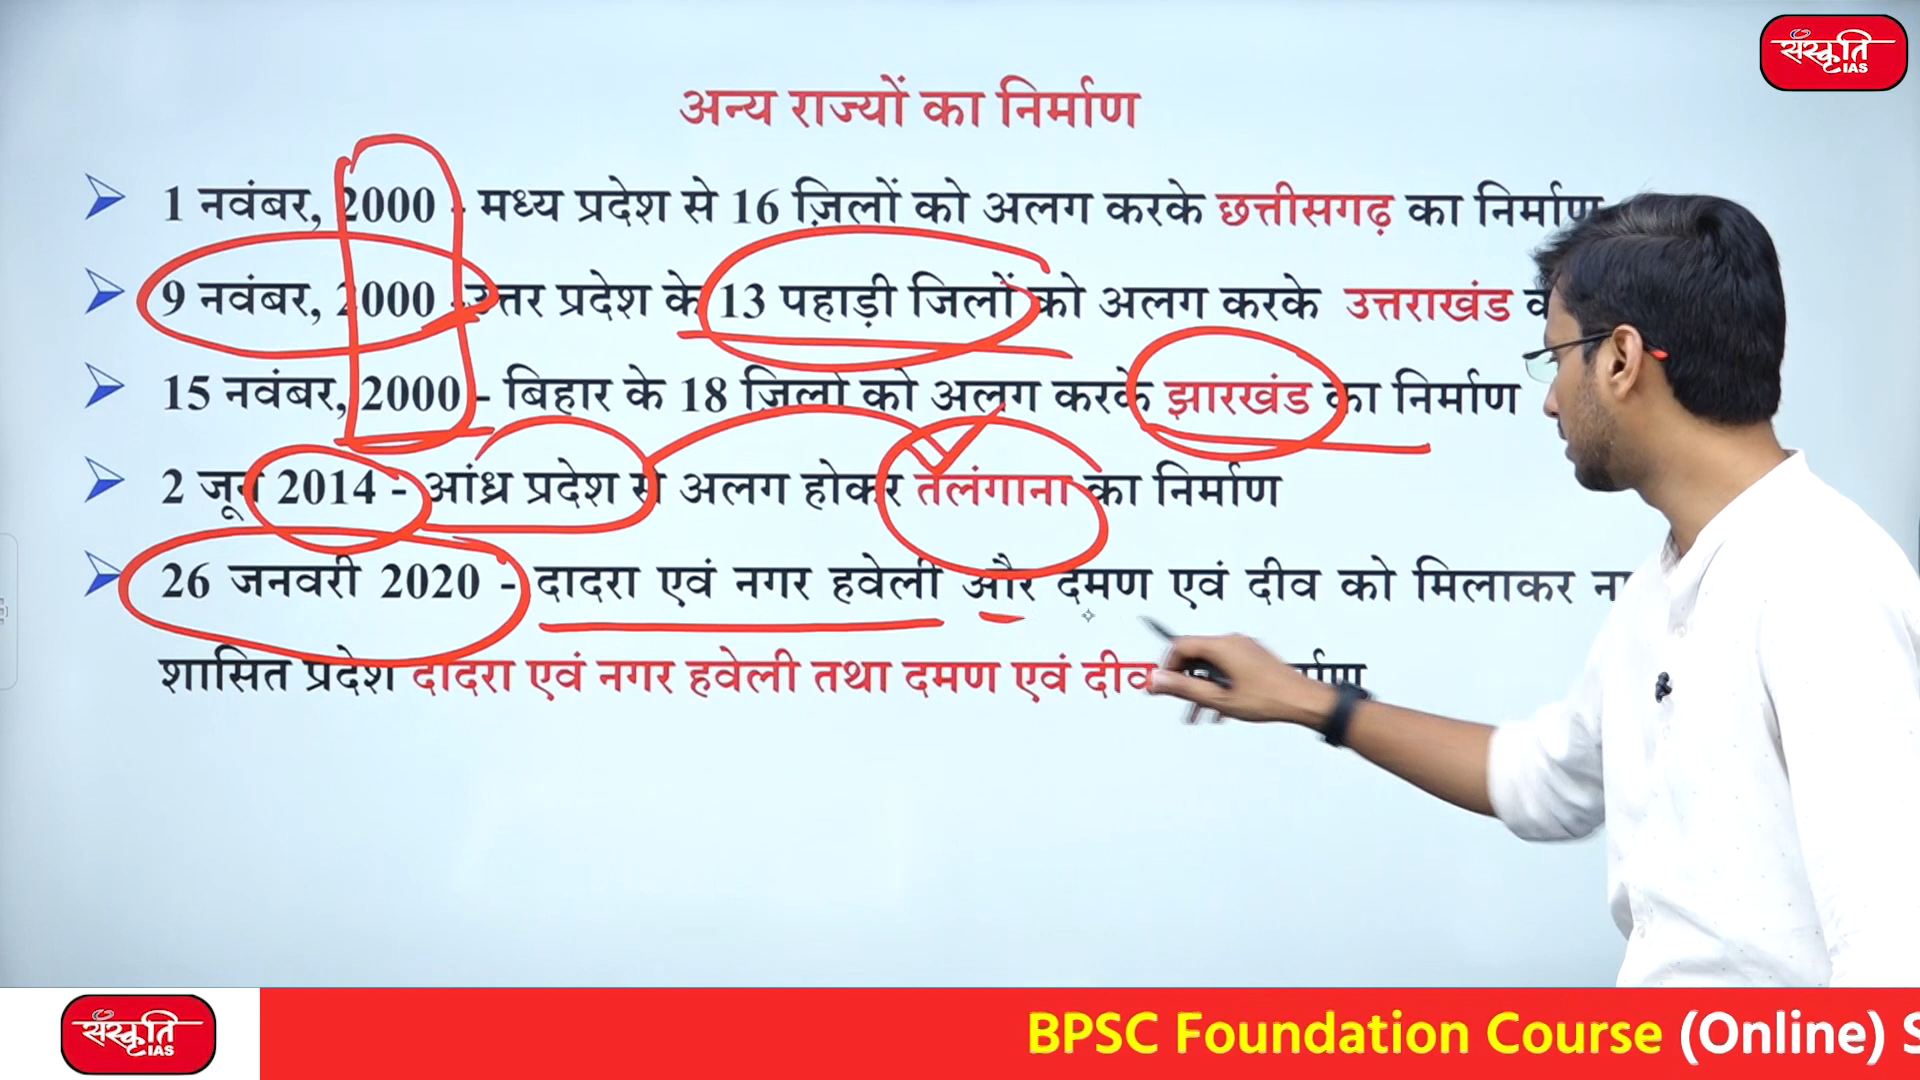 संस्कृति
IAS
अन्य राज्यों का निर्माण
1 नवंबर, 2000 - मध्य प्रदेश से 16 ज़िलों को अलग करके छत्तीसगढ़ का निर्माण
9 नवंबर, 2000 - उत्तर प्रदेश के 13 पहाड़ी जिलों को अलग करके उत्तराखंड
15 नवंबर, 2000 - बिहार के 18 ज़िलों को अलग करके झारखंड का निर्माण
2 जून 2014 - आंध्र प्रदेश से अलग होकर तेलंगाना का निर्माण
26 जनवरी 2020 - दादरा एवं नगर हवेली और दमण एवं दीव को मिलाकर
शासित प्रदेश दादरा एवं नगर हवेली तथा दमण एवं दीव
संस्कृति
IAS
BPSC Foundation Course (Online) S